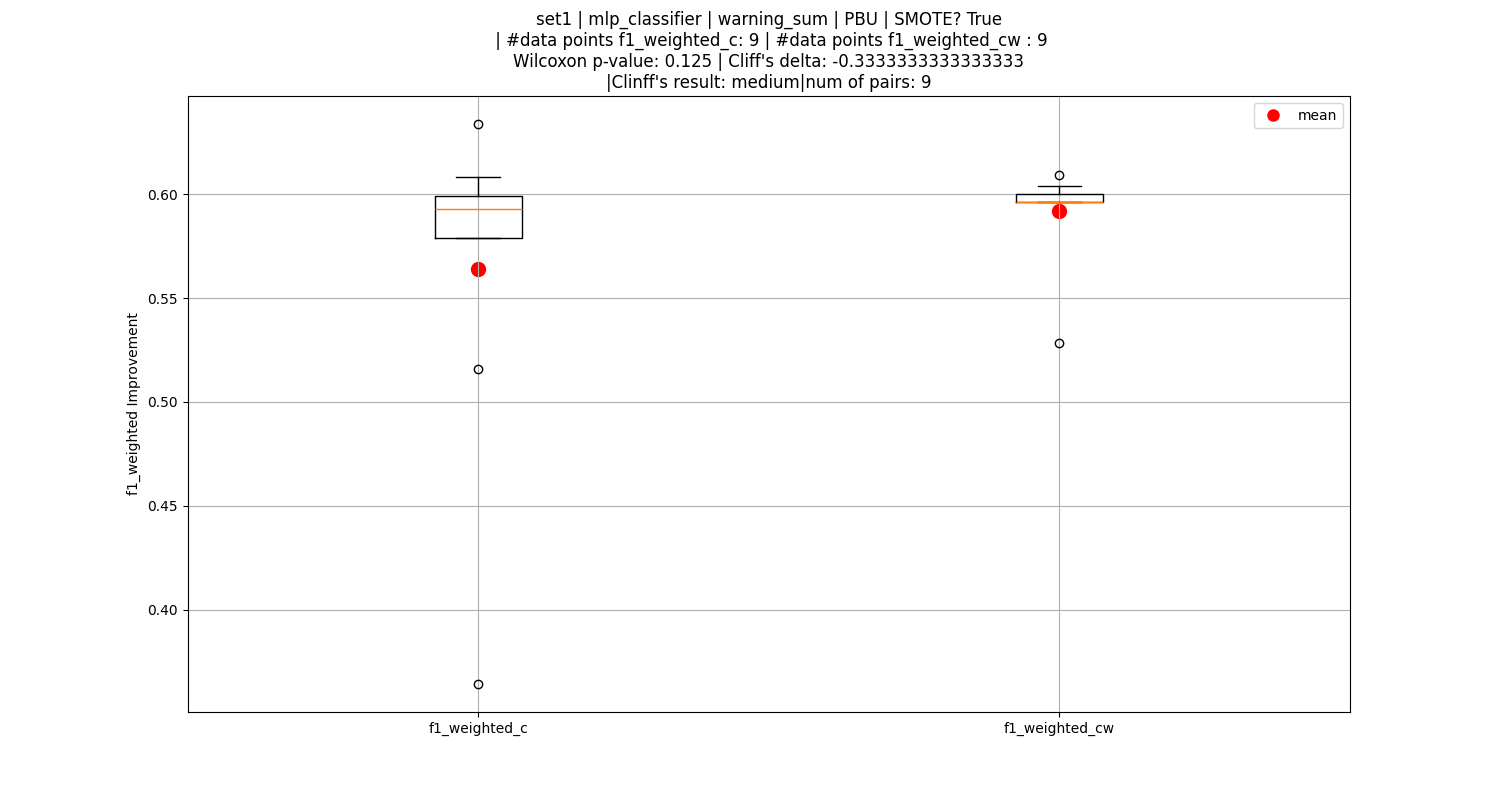 set1 | mlp_classifier | warning_sum | PBU | SMOTE? True
| #data points f1_weighted_c: 9 | #data points f1_weighted_cw : 9
Wilcoxon p-value: 0.125 | Cliff's delta: -0.3333333333333333
|Clinff's result: medium|num of pairs: 9
mean
f1_weighted Improvement
0.60
0.55
0.50
0.45
0.40
f1_weighted_c
f1_weighted_cw